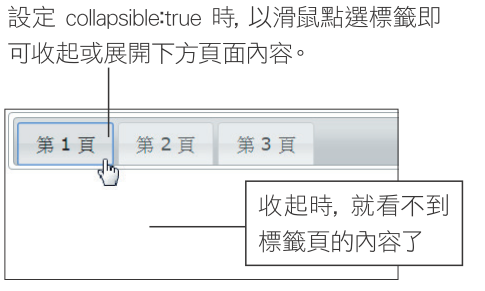 設定 collapsible:true 時, 以滑鼠點選標籤即
可收起或展開下方頁面內容。
第 1 頁
第 2 頁
第 3 頁
收起時, 就看不到
標籤頁的內容了